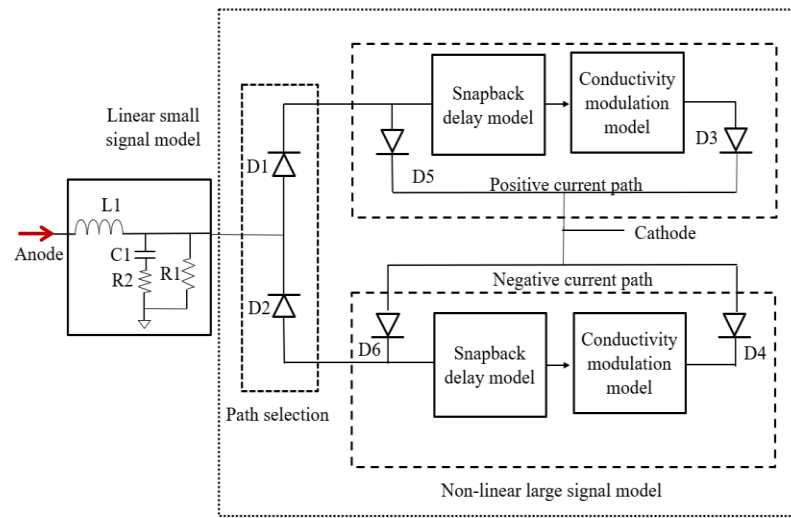 Linear small
signal model
L1
Anode
C1
R2
R1
D1
D2
Path selection
Snapback
delay model
Conductivity
modulation
model
D3
D5
Positive current path
Cathode
Negative current path
D6
Snapback
delay model
Conductivity
modulation
model
D4
Non-linear large signal model